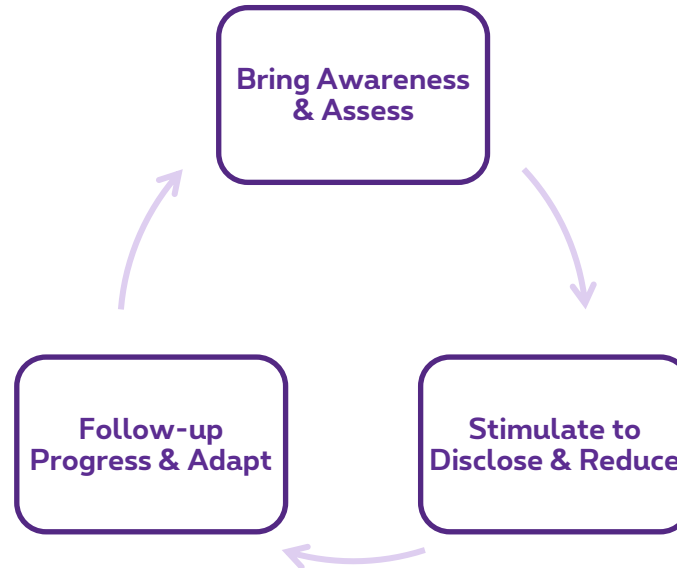 Bring Awareness
& Assess
Follow-up
Progress & Adapt
Stimulate to
Disclose & Reduce